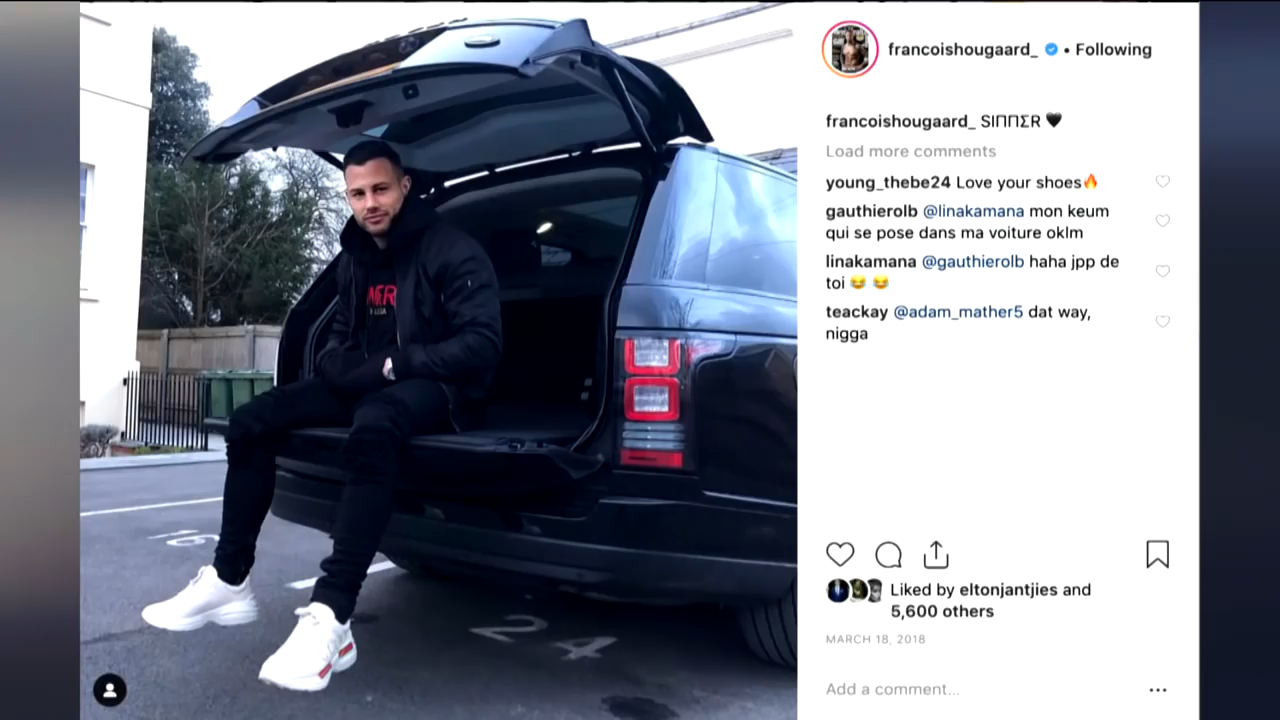 francoishougaard_ • Following
francoishougaard_ SIΠΠΣR 🖤
Load more comments
young_thebe24 Love your shoes🔥
gauthierolb @linakamana mon keum
qui se pose dans ma voiture oklm
linakamana @gauthierolb haha jpp de
toi 😂 😂
teackay @adam_mather5 dat way,
nigga
16
24
Liked by eltonjantjies and
5,600 others
MARCH 18, 2018
Add a comment...